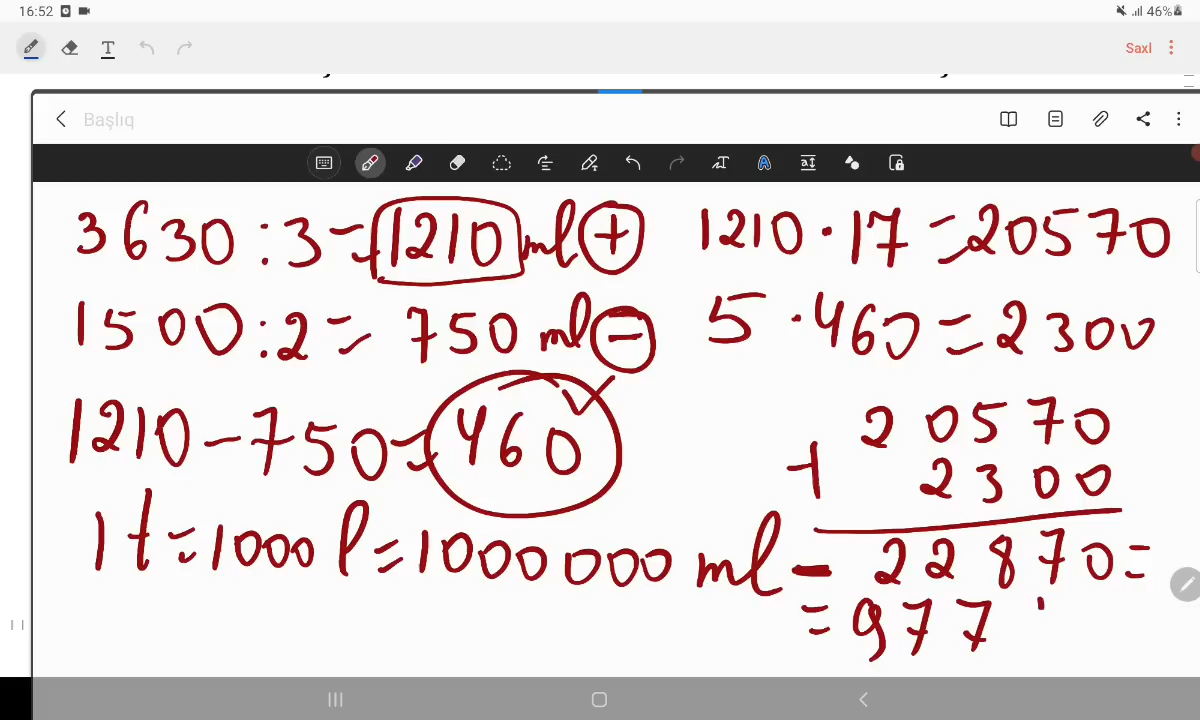 16:52 46%
T Saxl
Başlıq
3630 : 3 = 1210 ml +
1500 : 2 = 750 ml −
1210 − 750 = 460
1t = 1000 l = 1000000 ml − 22870 =
= 977
1210 · 17 = 20570
5 · 460 = 2300
20570
+ 2300